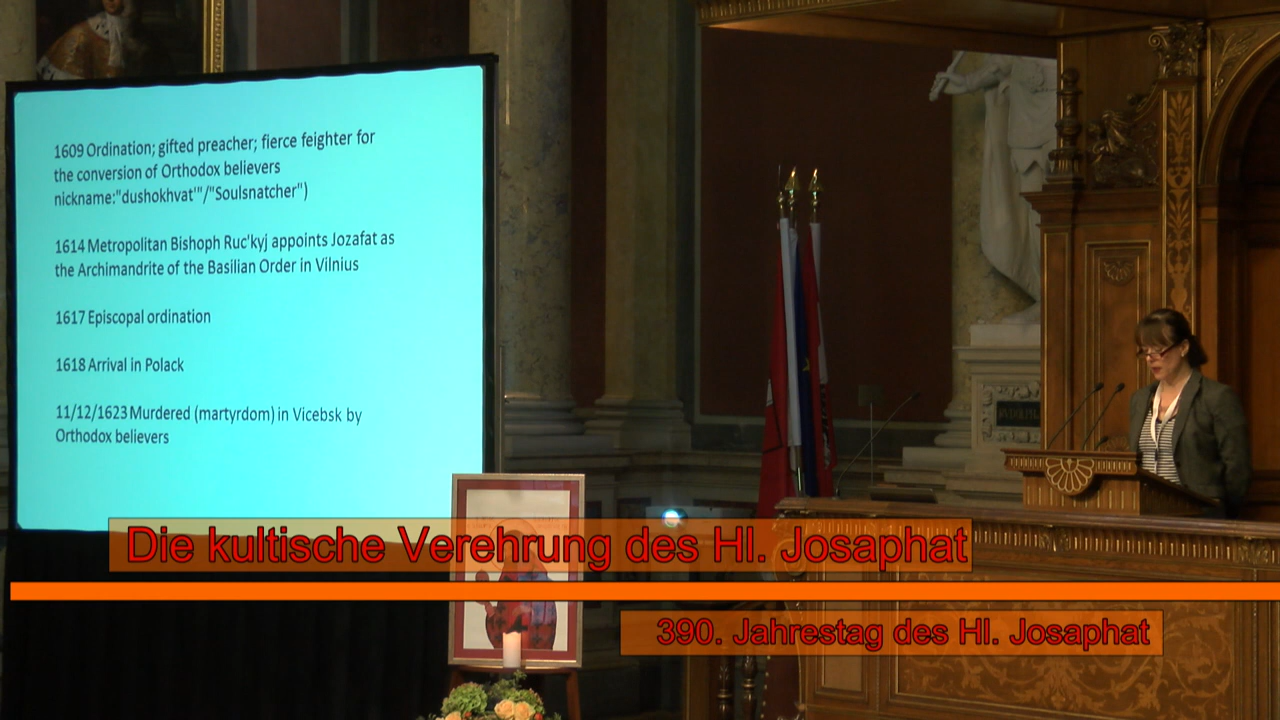 1609 Ordination; gifted preacher; fierce feighter for
the conversion of Orthodox believers
nickname:"dushokhvat'"/"Soulsnatcher")
1614 Metropolitan Bishoph Ruc'kyj appoints Jozafat as
the Archimandrite of the Basilian Order in Vilnius
1617 Episcopal ordination
1618 Arrival in Polack
11/12/1623 Murdered (martyrdom) in Vicebsk by
Orthodox believers
Die kultische Verehrung des Hl. Josaphat
390. Jahrestag des Hl. Josaphat